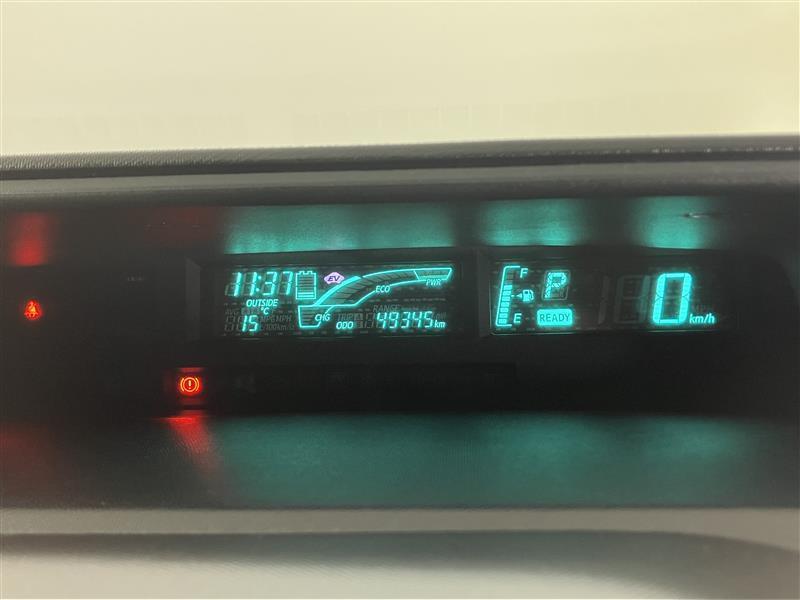 11:37
EV
ECO
PWR
OUTSIDE
15 °C
CHG
ODO 49345 km
F
E
P
READY
0 km/h